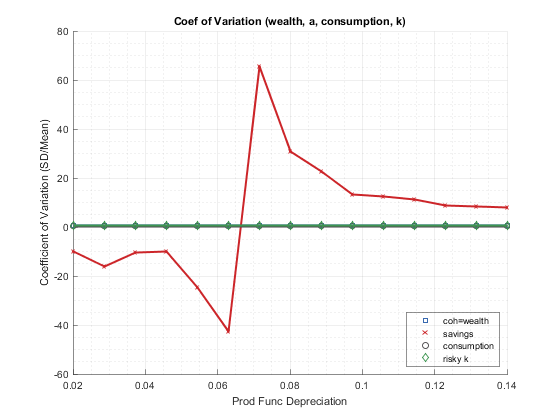 Coef of Variation (wealth, a, consumption, k)
Coefficient of Variation (SD/Mean)
80
60
40
20
0
-20
-40
-60
0.02
0.04
0.06
0.08
0.1
0.12
0.14
Prod Func Depreciation
coh=wealth
savings
consumption
risky k